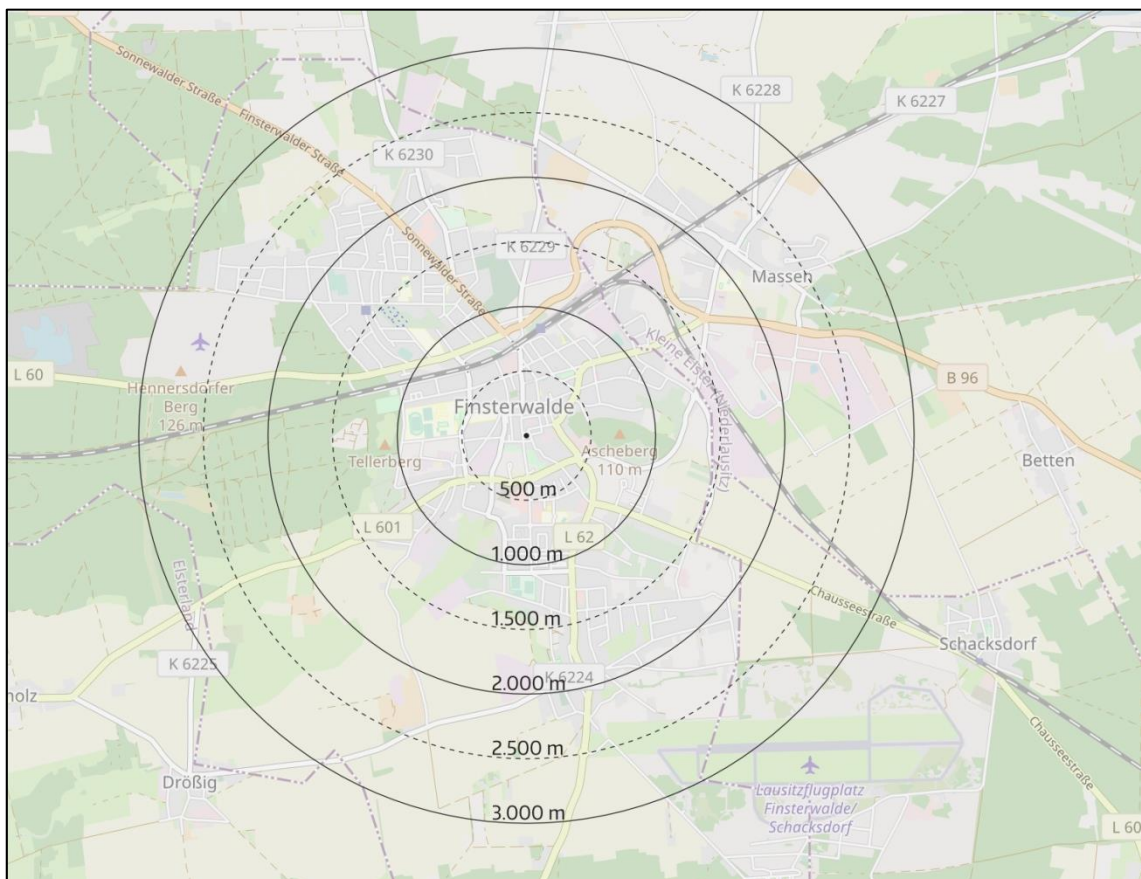 Sonnewalder Straße
Finsterwalder Straße
K 6228
K 6227
K 6230
Sonnewalder Straße
K 6229
Massen
L 60
Hennersdorfer
Berg
126 m
Kleine Elster (Niederlausitz)
B 96
Finsterwalde
Tellerberg
Ascheberg
110 m
Betten
500 m
L 601
L 62
1.000 m
Elsterland
Chausseestraße
1.500 m
Schacksdorf
K 6225
K 6224
2.000 m
holz
Chausseestraße
2.500 m
Drößig
Lausitzflugplatz
Finsterwalde/
Schacksdorf
3.000 m
L 60